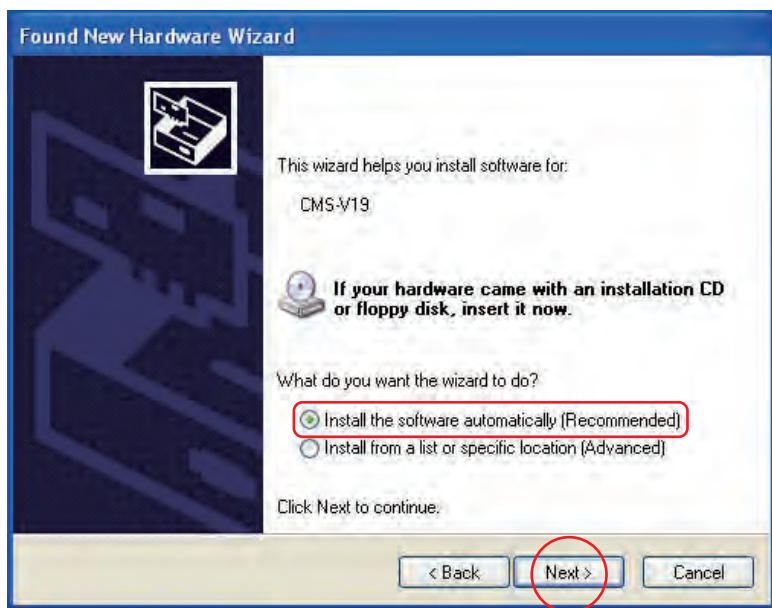 Found New Hardware Wizard
This wizard helps you install software for:
CMS-V19
If your hardware came with an installation CD
or floppy disk, insert it now.
What do you want the wizard to do?
Install the software automatically (Recommended)
Install from a list or specific location (Advanced)
Click Next to continue.
< Back Next > Cancel